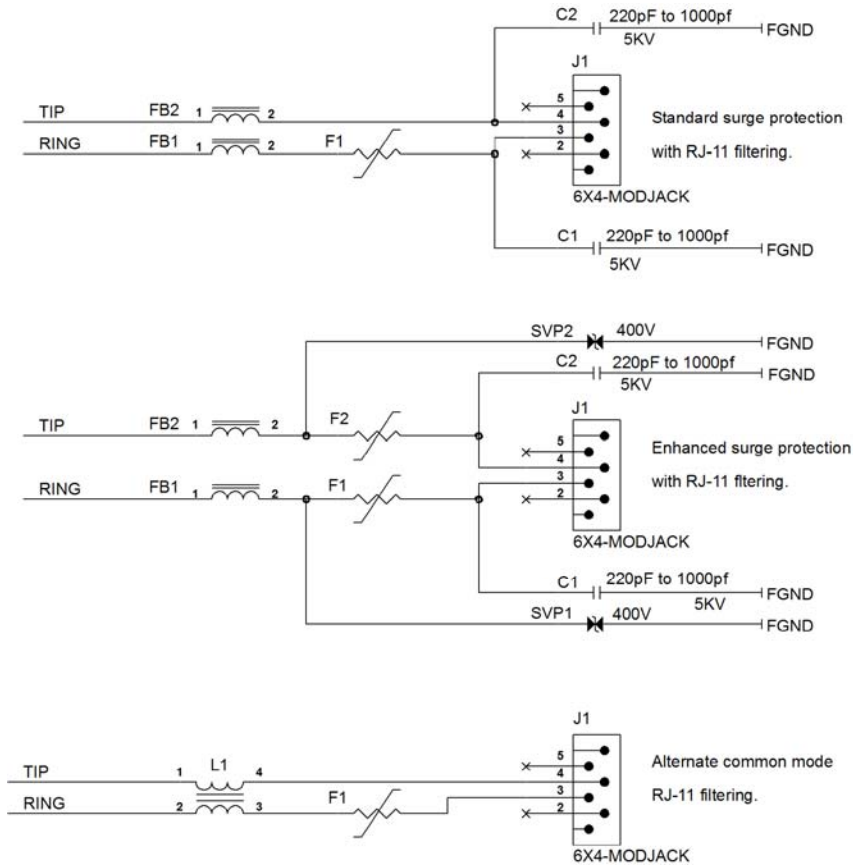 C2 220pF to 1000pf
5KV FGND
J1
TIP FB2 1 2 5
4 Standard surge protection
RING FB1 1 2 F1 3
2 with RJ-11 filtering.
6X4-MODJACK
C1 220pF to 1000pf
5KV FGND
SVP2 400V FGND
C2 220pF to 1000pf
5KV FGND
J1
TIP FB2 1 2 F2 5
4 Enhanced surge protection
RING FB1 1 2 F1 3
2 with RJ-11 fltering.
6X4-MODJACK
C1 220pF to 1000pf
5KV FGND
SVP1 400V FGND
J1
TIP 1 L1 4 5
4 Alternate common mode
RING 2 3 F1 3
2 RJ-11 filtering.
6X4-MODJACK